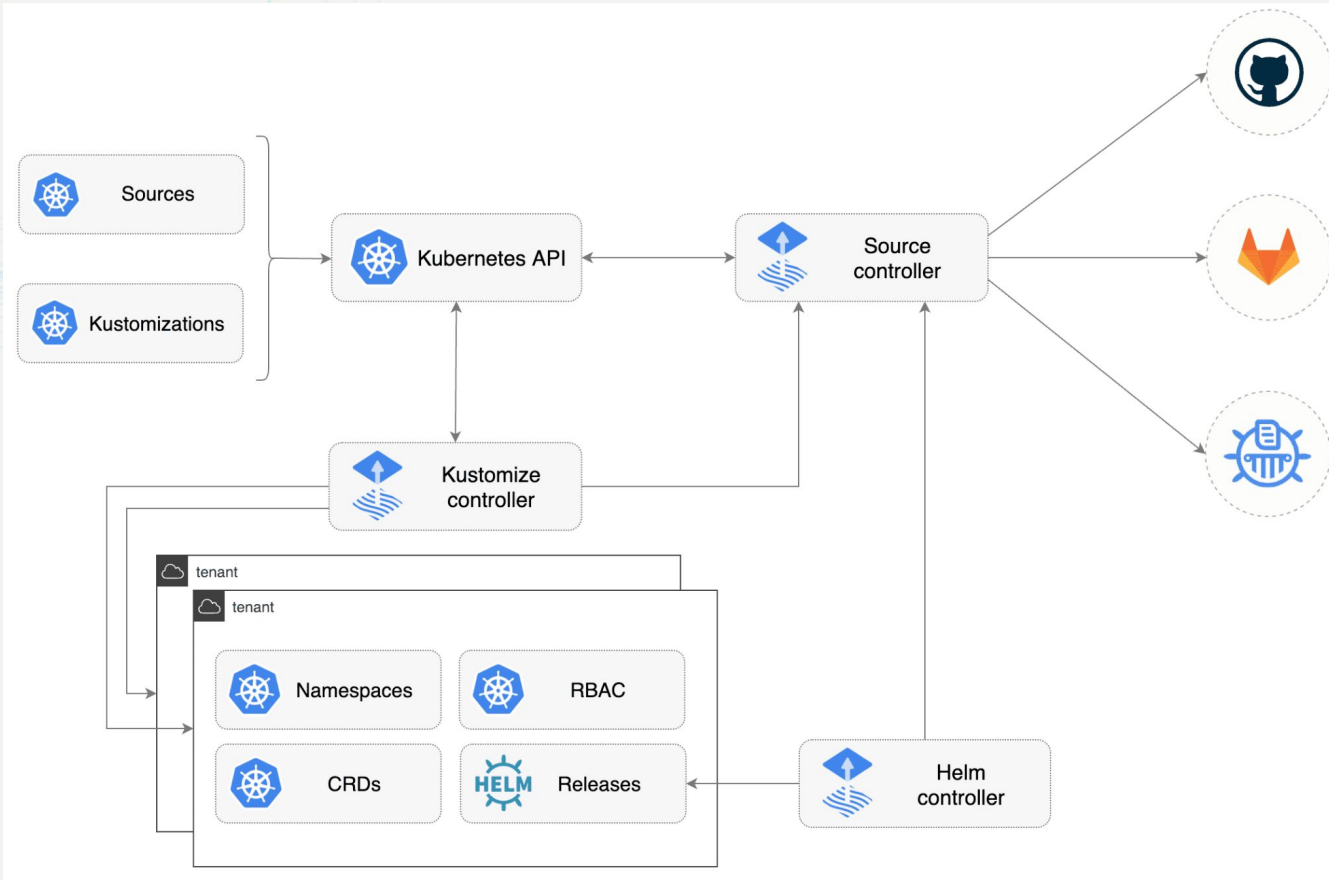 Sources
Kustomizations
Kubernetes API
Source
controller
Kustomize
controller
tenant
tenant
Namespaces
RBAC
CRDs
HELM
Releases
Helm
controller